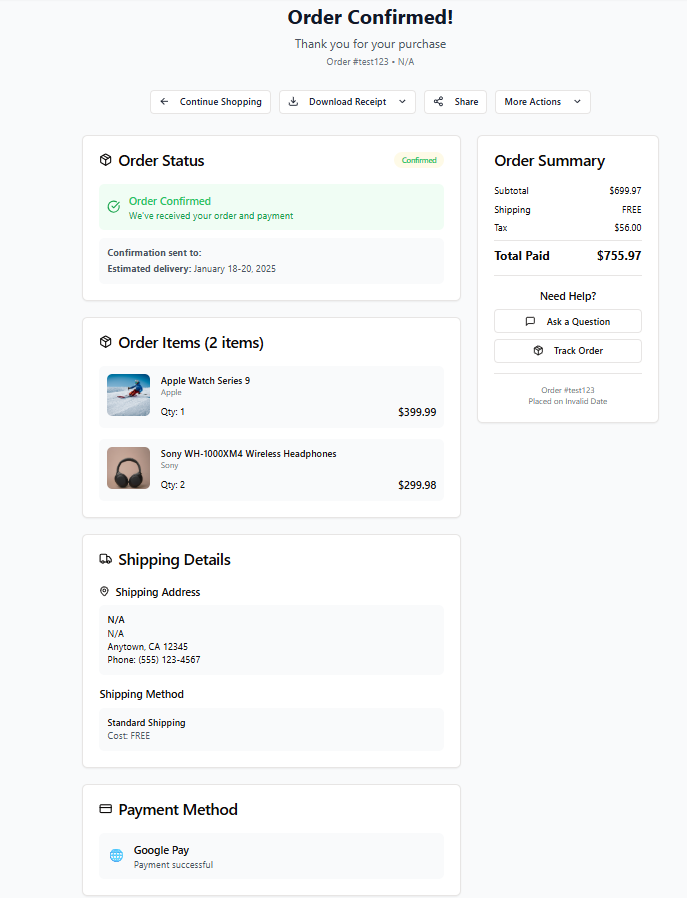 Order Confirmed!
Thank you for your purchase
Order #test123 • N/A
Continue Shopping
Download Receipt
Share
More Actions
Order Status
Confirmed
Order Confirmed
We've received your order and payment
Confirmation sent to:
Estimated delivery: January 18-20, 2025
Order Items (2 items)
Apple Watch Series 9
Apple
Qty: 1
$399.99
Sony WH-1000XM4 Wireless Headphones
Sony
Qty: 2
$299.98
Shipping Details
Shipping Address
N/A
N/A
Anytown, CA 12345
Phone: (555) 123-4567
Shipping Method
Standard Shipping
Cost: FREE
Payment Method
Google Pay
Payment successful
Order Summary
Subtotal $699.97
Shipping FREE
Tax $56.00
Total Paid $755.97
Need Help?
Ask a Question
Track Order
Order #test123
Placed on Invalid Date